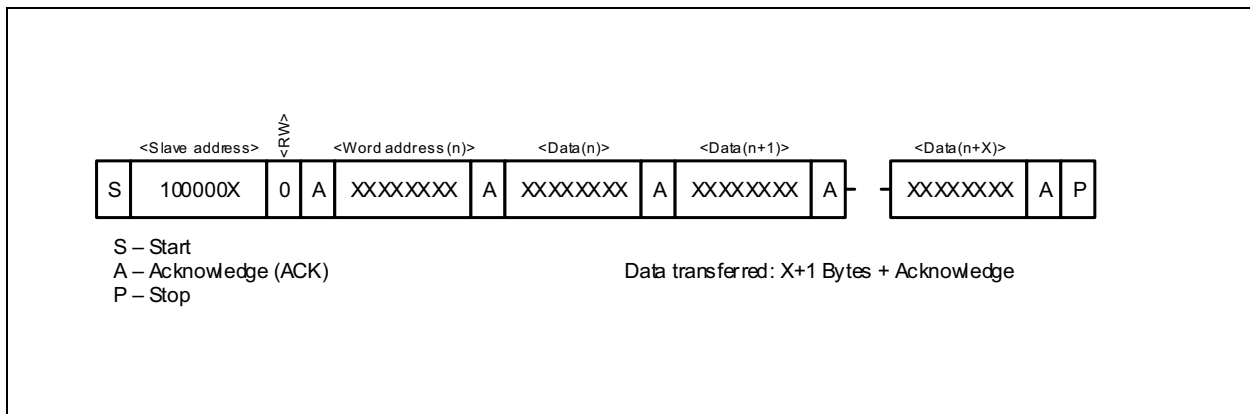 <Slave address> <RW> <Word address (n)> <Data(n)> <Data(n+1)> <Data(n+X)>
S 100000X 0 A XXXXXXXX A XXXXXXXX A XXXXXXXX A XXXXXXXX A P
S – Start
A – Acknowledge (ACK) Data transferred: X+1 Bytes + Acknowledge
P – Stop